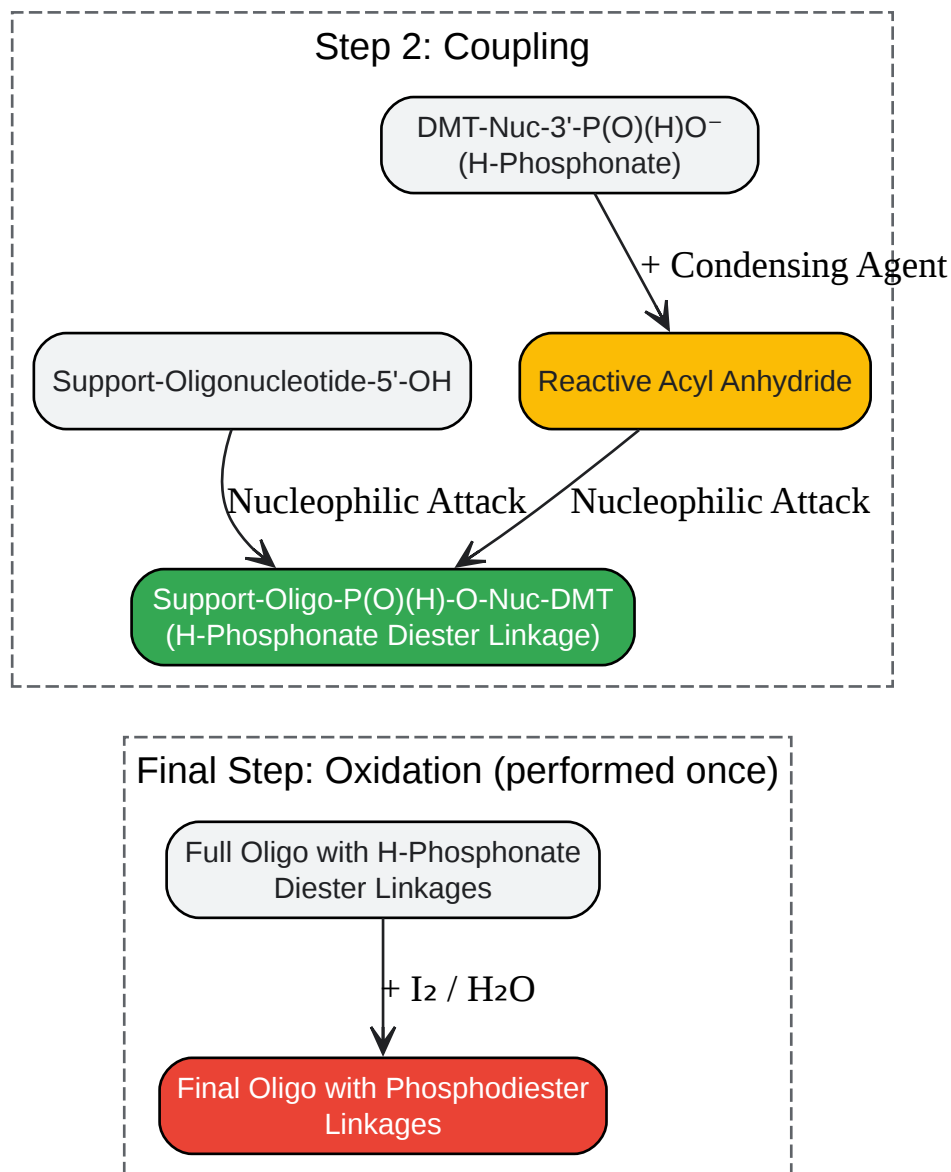 Step 2: Coupling
DMT-Nuc-3'-P(O)(H)O⁻
(H-Phosphonate)
+ Condensing Agent
Support-Oligonucleotide-5'-OH
Reactive Acyl Anhydride
Nucleophilic Attack
Nucleophilic Attack
Support-Oligo-P(O)(H)-O-Nuc-DMT
(H-Phosphonate Diester Linkage)
Final Step: Oxidation (performed once)
Full Oligo with H-Phosphonate
Diester Linkages
+ I₂ / H₂O
Final Oligo with Phosphodiester
Linkages